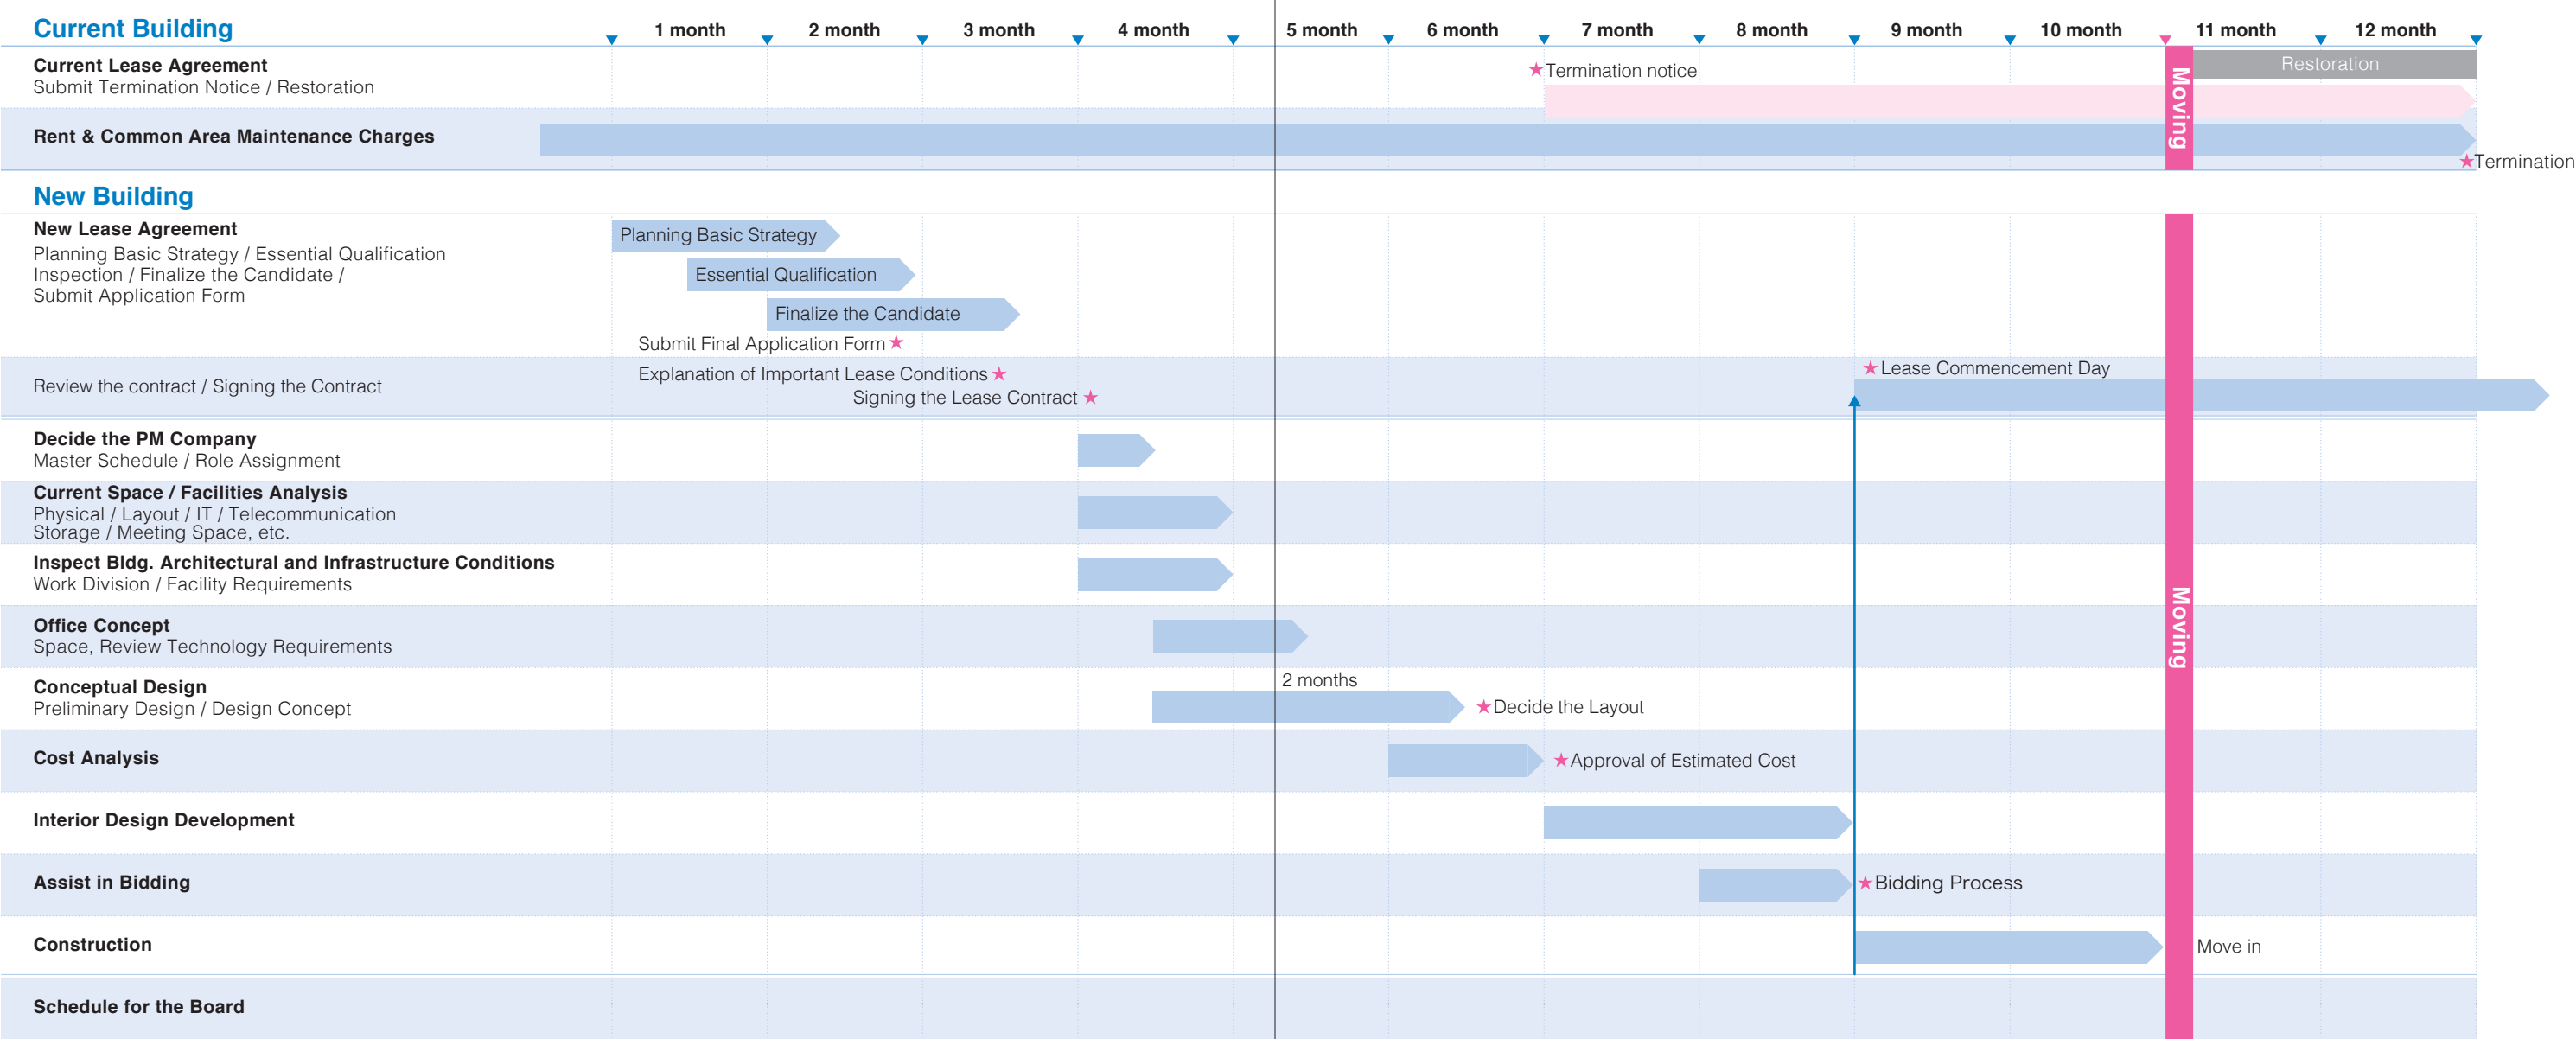 Current Building
1 month 2 month 3 month 4 month 5 month 6 month 7 month 8 month 9 month 10 month 11 month 12 month
Current Lease Agreement
Submit Termination Notice / Restoration
★Termination notice
Restoration
Moving
Rent & Common Area Maintenance Charges
★Termination
New Building
New Lease Agreement
Planning Basic Strategy / Essential Qualification
Inspection / Finalize the Candidate /
Submit Application Form
Planning Basic Strategy
Essential Qualification
Finalize the Candidate
Submit Final Application Form ★
Review the contract / Signing the Contract
Explanation of Important Lease Conditions ★
Signing the Lease Contract ★
★Lease Commencement Day
Decide the PM Company
Master Schedule / Role Assignment
Current Space / Facilities Analysis
Physical / Layout / IT / Telecommunication
Storage / Meeting Space, etc.
Inspect Bldg. Architectural and Infrastructure Conditions
Work Division / Facility Requirements
Moving
Office Concept
Space, Review Technology Requirements
Conceptual Design
Preliminary Design / Design Concept
2 months
★Decide the Layout
Cost Analysis
★Approval of Estimated Cost
Interior Design Development
Assist in Bidding
★Bidding Process
Construction
Move in
Schedule for the Board